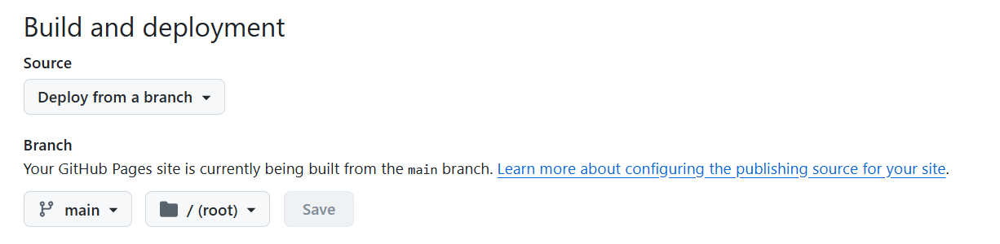 Build and deployment
Source
Deploy from a branch
Branch
Your GitHub Pages site is currently being built from the main branch. Learn more about configuring the publishing source for your site.
main / (root) Save